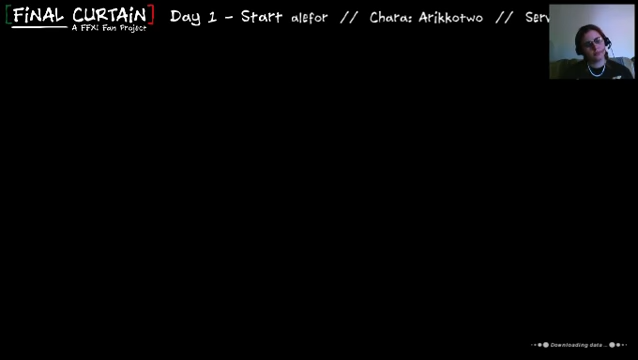 [FiNAL CURTAiN]
A FFXI Fan Project
Day 1 - Start alefor // Chara: Arikkotwo // Serv
Downloading data ..